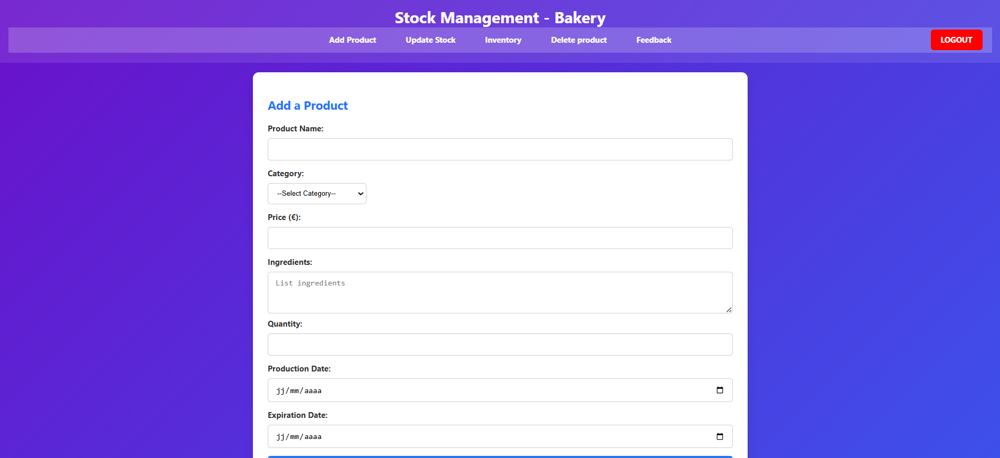 Stock Management - Bakery
Add Product Update Stock Inventory Delete product Feedback LOGOUT
Add a Product
Product Name:
Category:
--Select Category--
Price (€):
Ingredients:
List ingredients
Quantity:
Production Date:
jj/mm/aaaa
Expiration Date:
jj/mm/aaaa